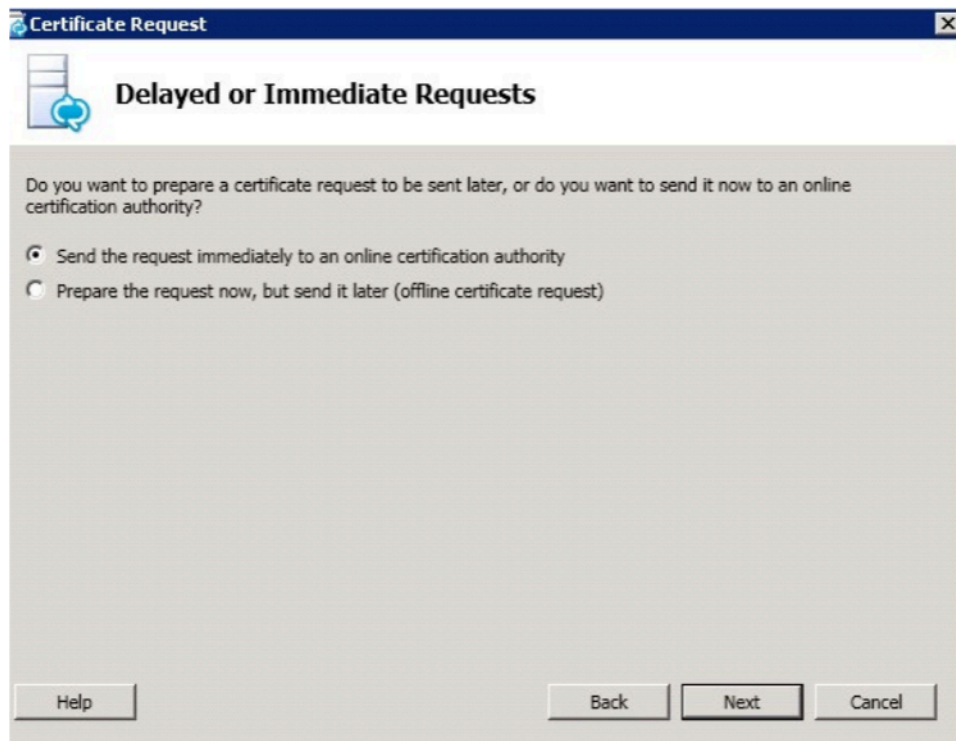 Certificate Request
Delayed or Immediate Requests
Do you want to prepare a certificate request to be sent later, or do you want to send it now to an online
certification authority?
Send the request immediately to an online certification authority
Prepare the request now, but send it later (offline certificate request)
Help Back Next Cancel